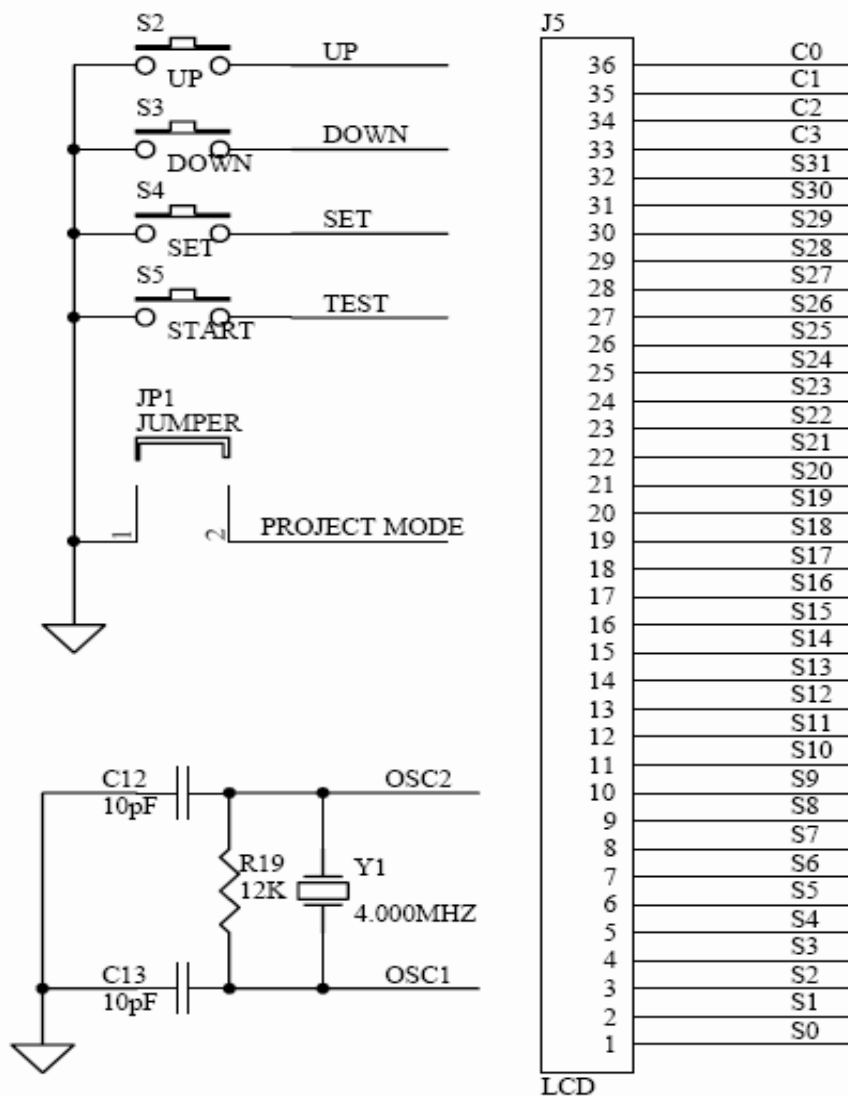 S2
UP
UP
S3
DOWN
DOWN
S4
SET
SET
S5
TEST
START
JP1
JUMPER
1
2
PROJECT MODE
C12
10pF
OSC2
R19
12K
Y1
4.000MHZ
C13
10pF
OSC1
J5
36 C0
35 C1
34 C2
33 C3
32 S31
31 S30
30 S29
29 S28
28 S27
27 S26
26 S25
25 S24
24 S23
23 S22
22 S21
21 S20
20 S19
19 S18
18 S17
17 S16
16 S15
15 S14
14 S13
13 S12
12 S11
11 S10
10 S9
9 S8
8 S7
7 S6
6 S5
5 S4
4 S3
3 S2
2 S1
1 S0
LCD